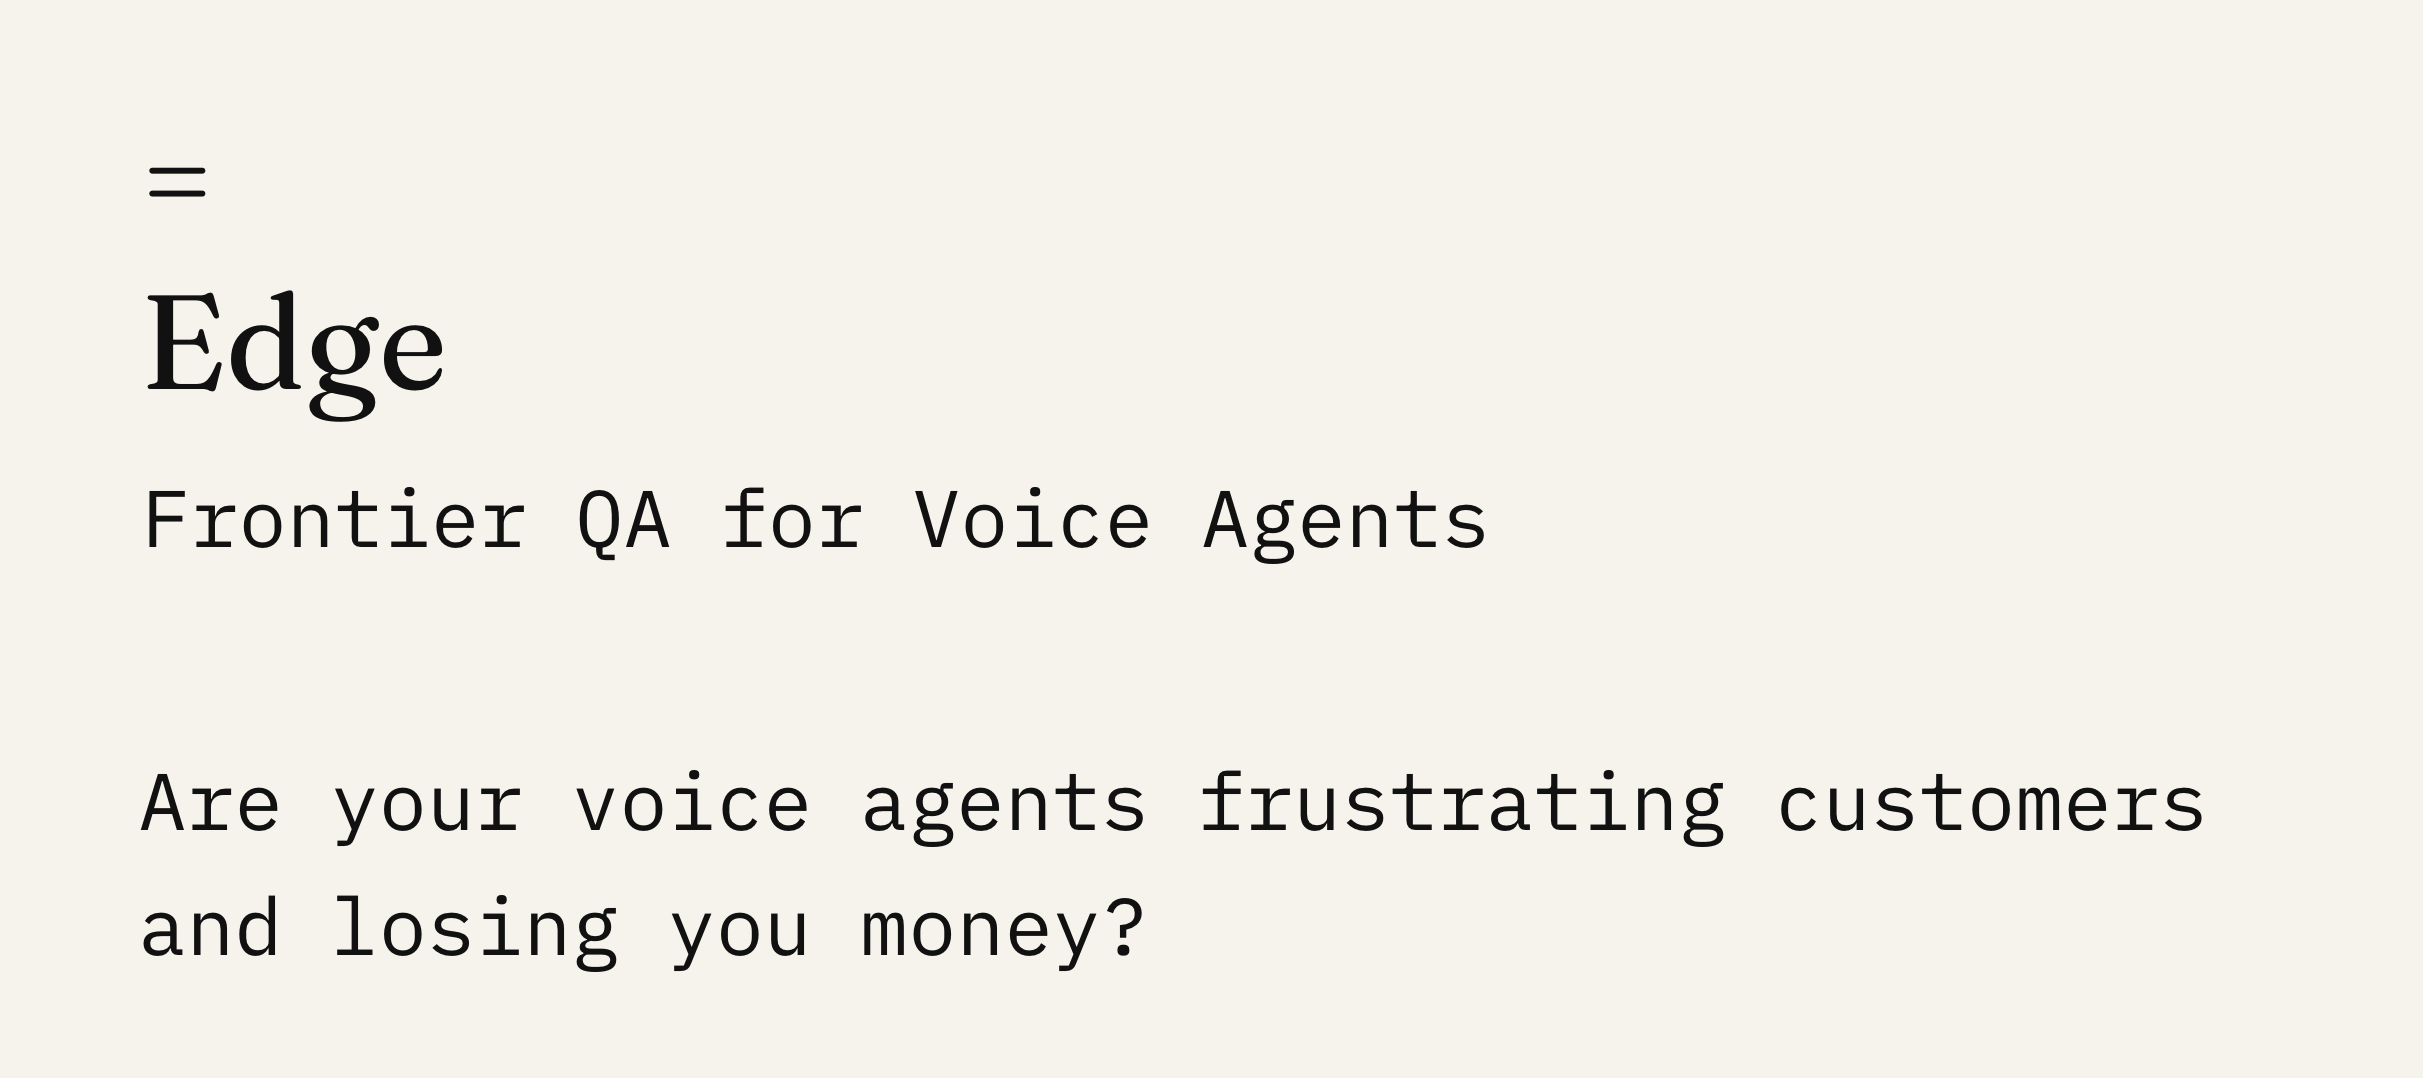 =
Edge
Frontier QA for Voice Agents
Are your voice agents frustrating customers
and losing you money?